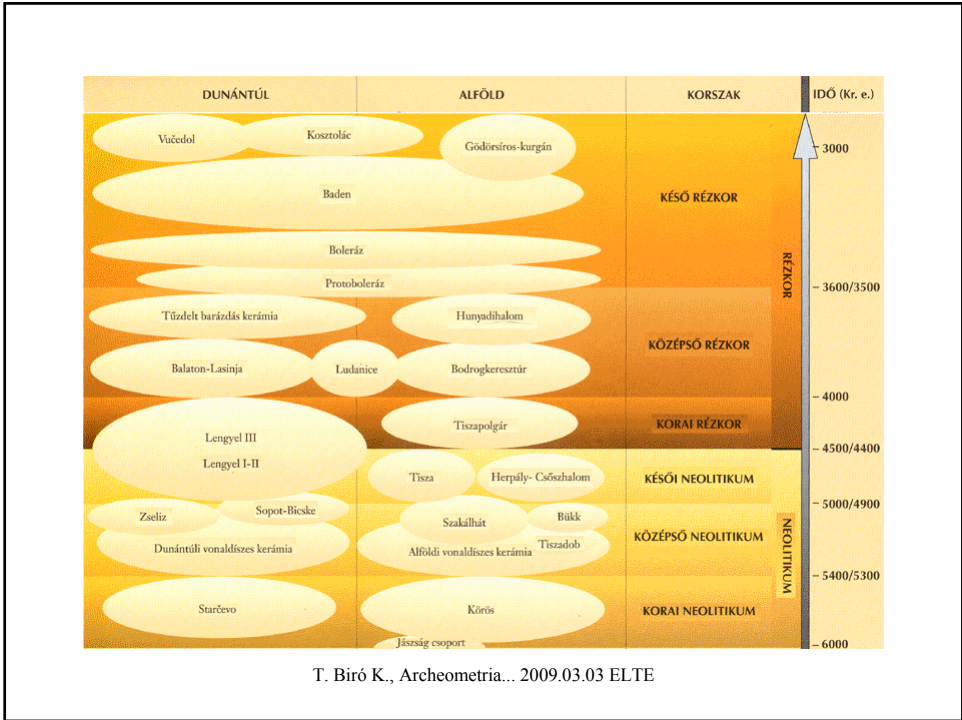 DUNÁNTÚL ALFÖLD KORSZAK IDŐ (Kr. e.)
Vučedol Kosztolác Gödörsíros-kurgán 3000
Baden KÉSŐ RÉZKOR
Boleráz RÉZKOR
Protoboleráz 3600/3500
Tűzdelt barázdás kerámia Hunyadihalom
KÖZÉPSŐ RÉZKOR
Balaton-Lasinja Ludanice Bodrogkeresztúr
4000
Tiszapolgár KORAI RÉZKOR
Lengyel III 4500/4400
Lengyel I-II
Tisza Herpály- Csőszhalom KÉSŐI NEOLITIKUM
5000/4900
Zseliz Sopot-Bicske Szakálhát Bükk
KÖZÉPSŐ NEOLITIKUM
Dunántúli vonaldíszes kerámia Alföldi vonaldíszes kerámia Tiszadob NEOLITIKUM
5400/5300
Starčevo Körös KORAI NEOLITIKUM
Jászság csoport 6000
T. Biró K., Archeometria... 2009.03.03 ELTE